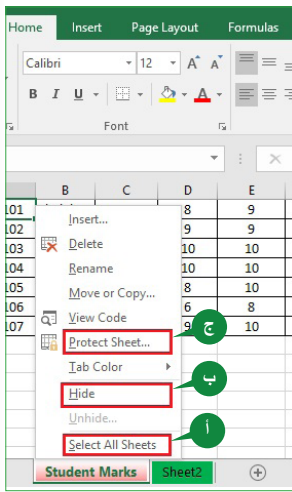 Home Insert Page Layout Formulas
Calibri 12 A A
B I U A
Font
B C D E
101 8 9
102 9 9
103 10 10
104 10 10
105 8 10
106 6 8
107 9 10
Insert...
Delete
Rename
Move or Copy...
View Code
Protect Sheet...
ج
Tab Color
Hide
ب
Unhide...
Select All Sheets
أ
Student Marks Sheet2